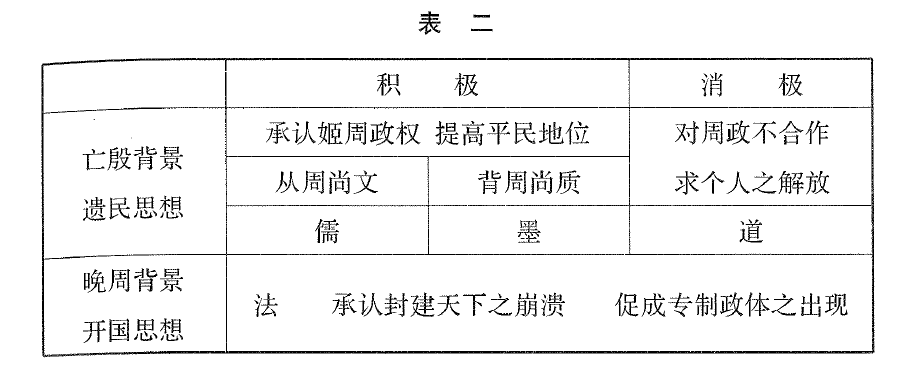 表 二
积 极 消 极
亡殷背景 遗民思想
承认姬周政权 提高平民地位
从周尚文 背周尚质
儒 墨
对周政不合作 求个人之解放
道
晚周背景 开国思想
法 承认封建天下之崩溃 促成专制政体之出现